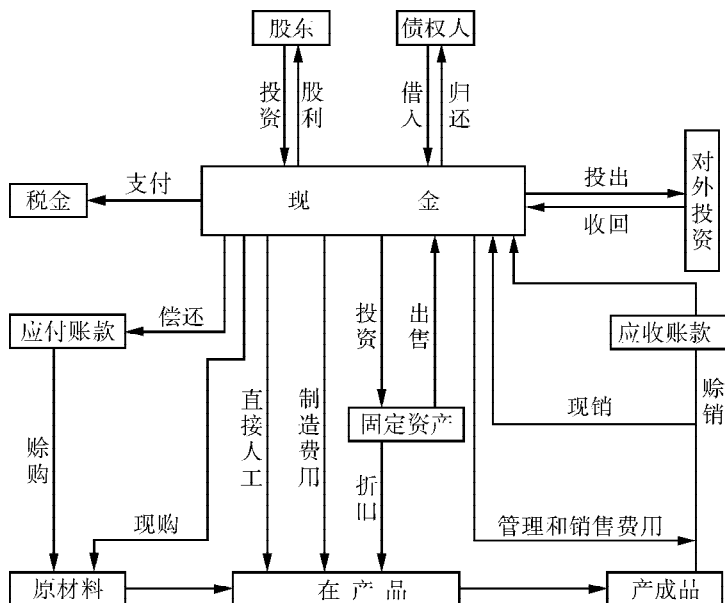 股东
债权人
投资
股利
借入
归还
对外投资
税金
支付
现 金
投出
收回
应付账款
偿还
投资
出售
应收账款
赊购
直接人工
制造费用
固定资产
现销
赊销
折旧
现购
管理和销售费用
原材料
在 产 品
产成品